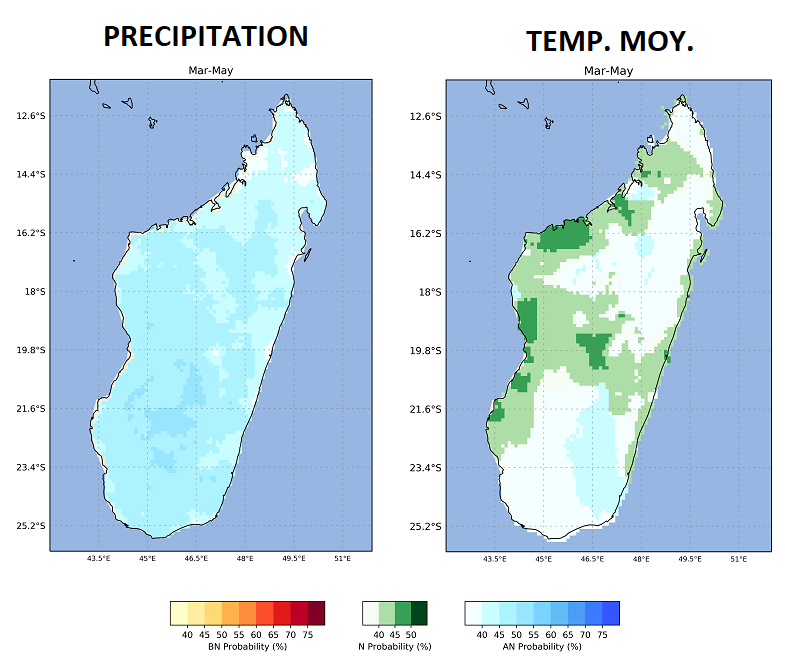 PRECIPITATION
TEMP. MOY.
Mar-May
Mar-May
12.6°S
14.4°S
16.2°S
18°S
19.8°S
21.6°S
23.4°S
25.2°S
43.5°E 45°E 46.5°E 48°E 49.5°E 51°E
12.6°S
14.4°S
16.2°S
18°S
19.8°S
21.6°S
23.4°S
25.2°S
43.5°E 45°E 46.5°E 48°E 49.5°E 51°E
40 45 50 55 60 65 70 75
BN Probability (%)
40 45 50
N Probability (%)
40 45 50 55 60 65 70 75
AN Probability (%)